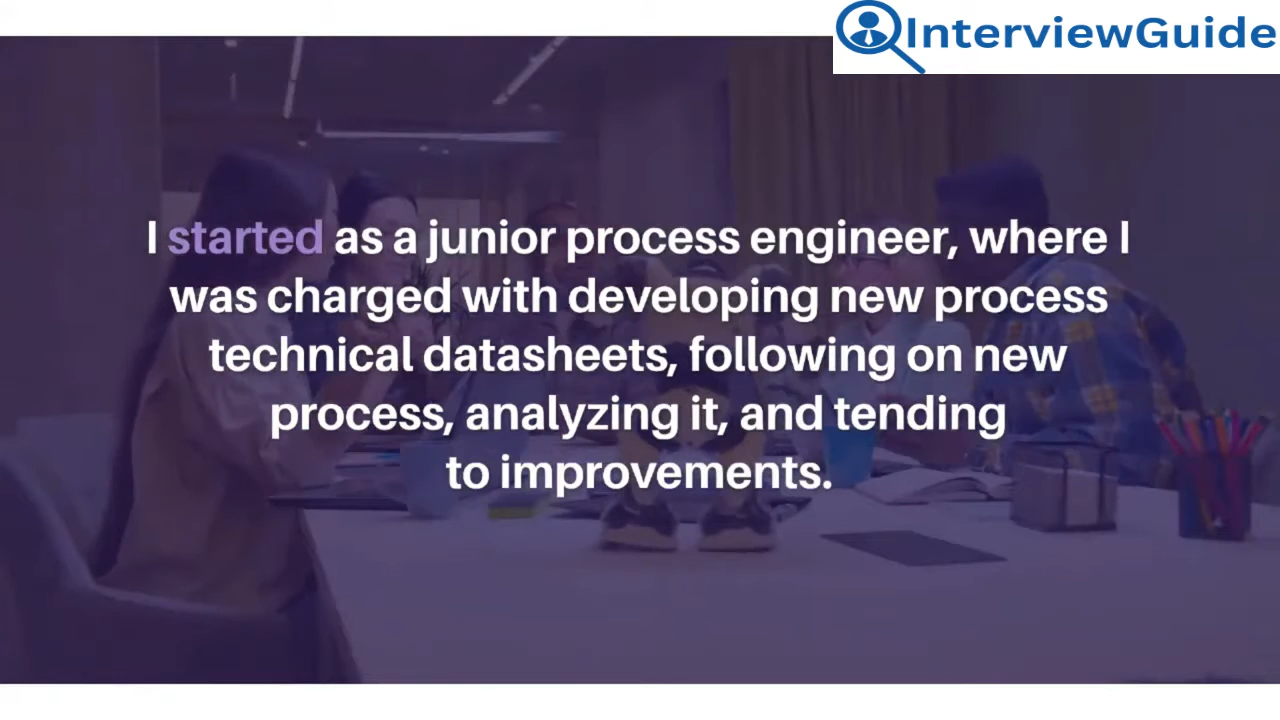 InterviewGuide
I started as a junior process engineer, where I
was charged with developing new process
technical datasheets, following on new
process, analyzing it, and tending
to improvements.